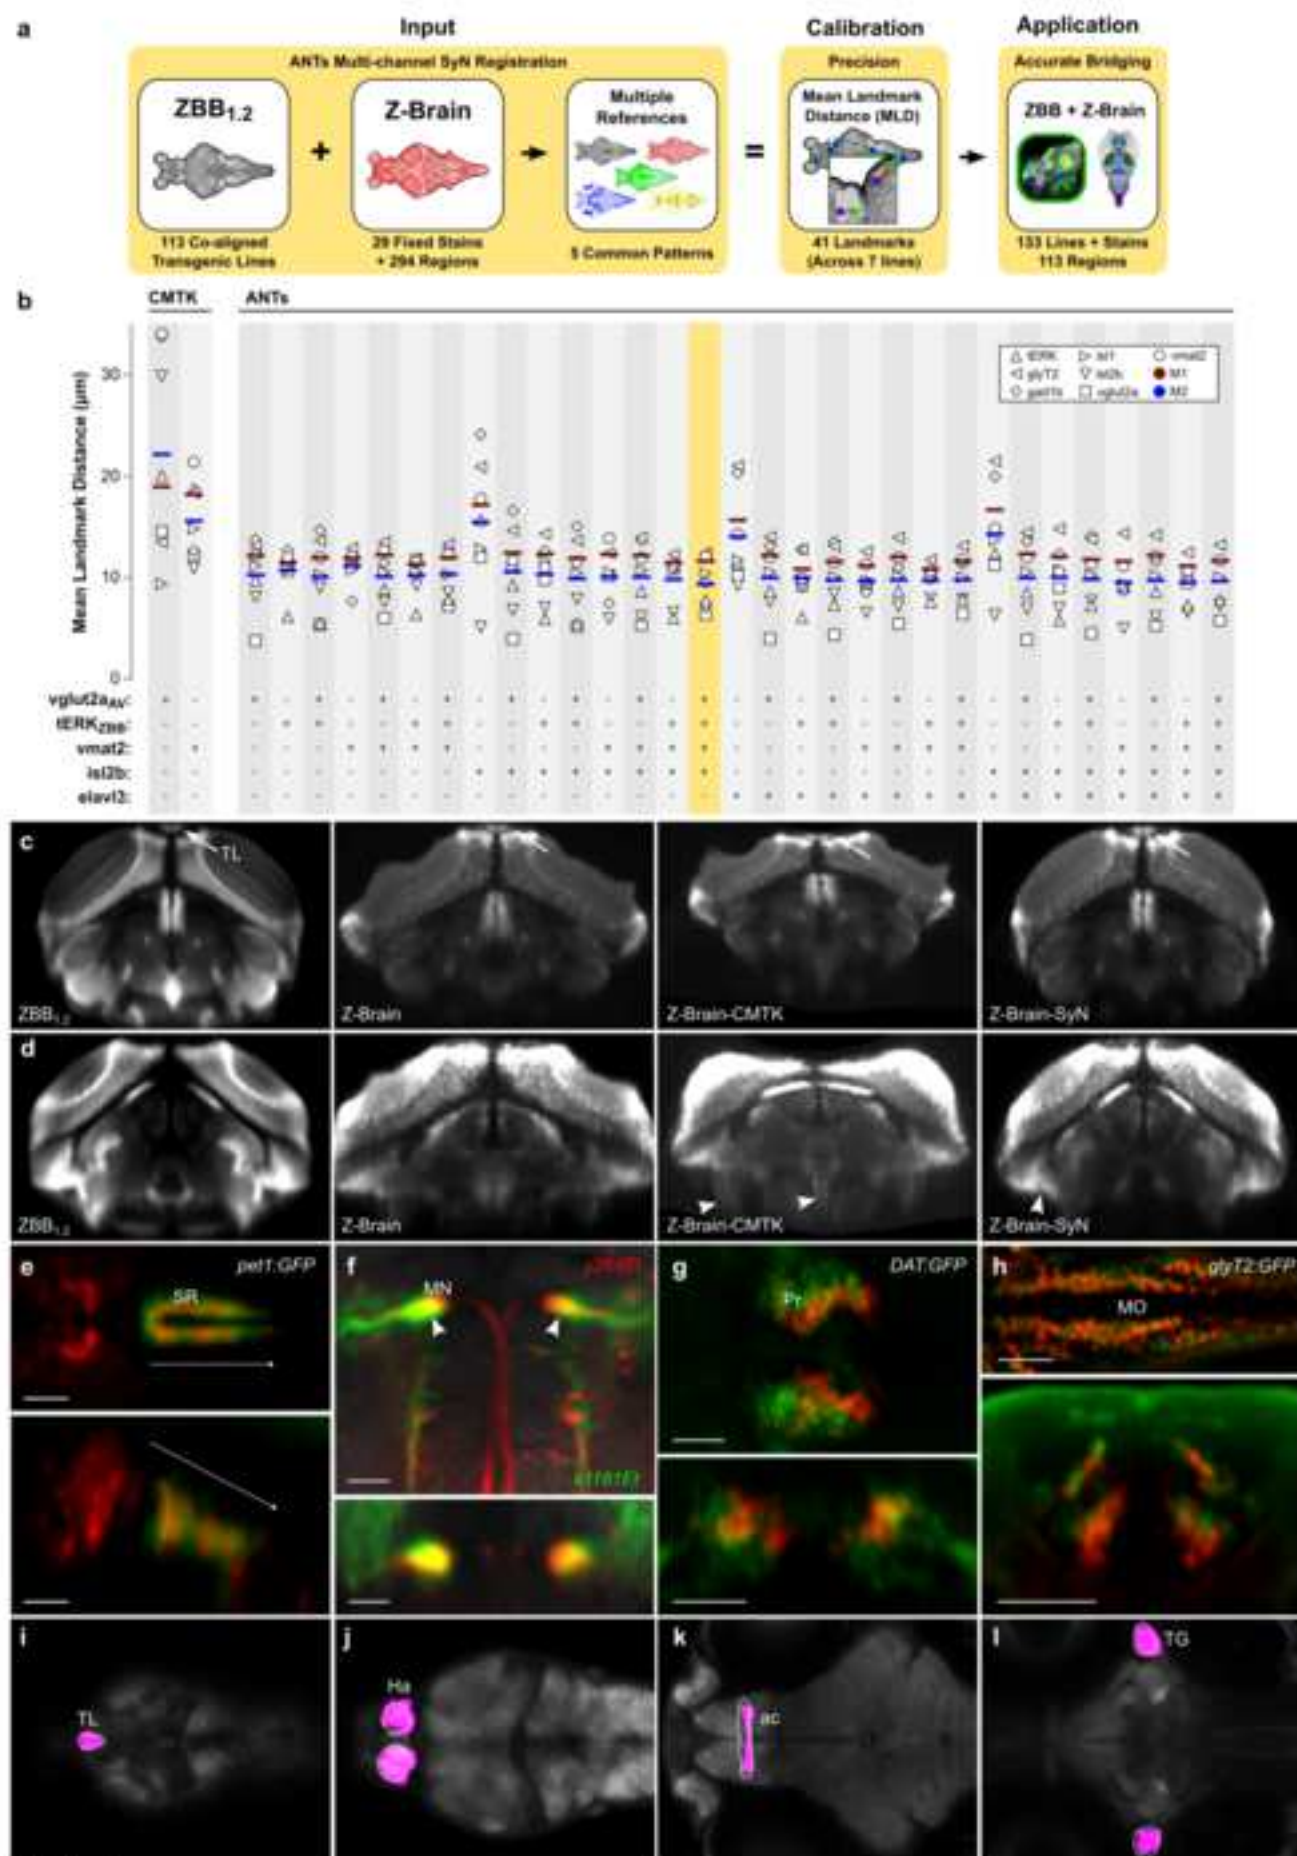 a
Input
Calibration
Application
ANTs Multi-channel SyN Registration
Precision
Accurate Bridging
ZBB1.2
+
Z-Brain
Multiple
References
=
Mean Landmark
Distance (MLD)
ZBB + Z-Brain
113 Co-aligned
Transgenic Lines
29 Fixed Stains
+ 294 Regions
5 Common Patterns
41 Landmarks
(Across 7 lines)
133 Lines + Stains
113 Regions
b
CMTK
ANTs
Mean Landmark Distance (µm)
30
20
10
0
tERK
isl1
vmat2
glyT2
isl2b
M1
gad1b
vglut2a
M2
vglut2aAV:
tERKZBB:
vmat2:
isl2b:
elavl3:
c
TL
ZBB1.2
Z-Brain
Z-Brain-CMTK
Z-Brain-SyN
d
ZBB1.2
Z-Brain
Z-Brain-CMTK
Z-Brain-SyN
e
pet1:GFP
SR
f
MN
g
DAT:GFP
Pr
h
glyT2:GFP
MO
i
TL
j
Ha
k
ac
l
TG